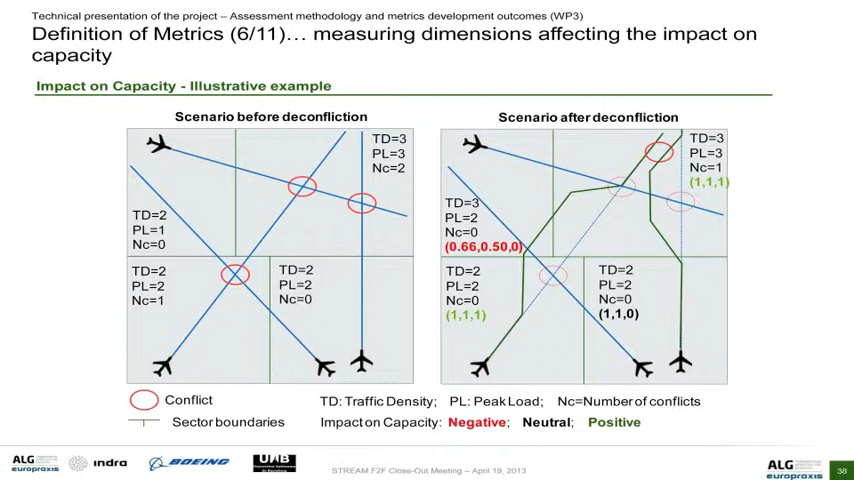 Technical presentation of the project – Assessment methodology and metrics development outcomes (WP3)
Definition of Metrics (6/11)… measuring dimensions affecting the impact on
capacity
Impact on Capacity - Illustrative example
Scenario before deconfliction
TD=3
PL=3
Nc=2
TD=2
PL=1
Nc=0
TD=2
PL=2
Nc=1
TD=2
PL=2
Nc=0
Scenario after deconfliction
TD=3
PL=3
Nc=1
(1,1,1)
TD=3
PL=2
Nc=0
(0.66,0.50,0)
TD=2
PL=2
Nc=0
(1,1,1)
TD=2
PL=2
Nc=0
(1,1,0)
Conflict
TD: Traffic Density; PL: Peak Load; Nc=Number of conflicts
Sector boundaries
Impact on Capacity: Negative; Neutral; Positive
ALG
europraxis
indra
BOEING
UAB
STREAM F2F Close-Out Meeting – April 19, 2013
ALG
europraxis
38